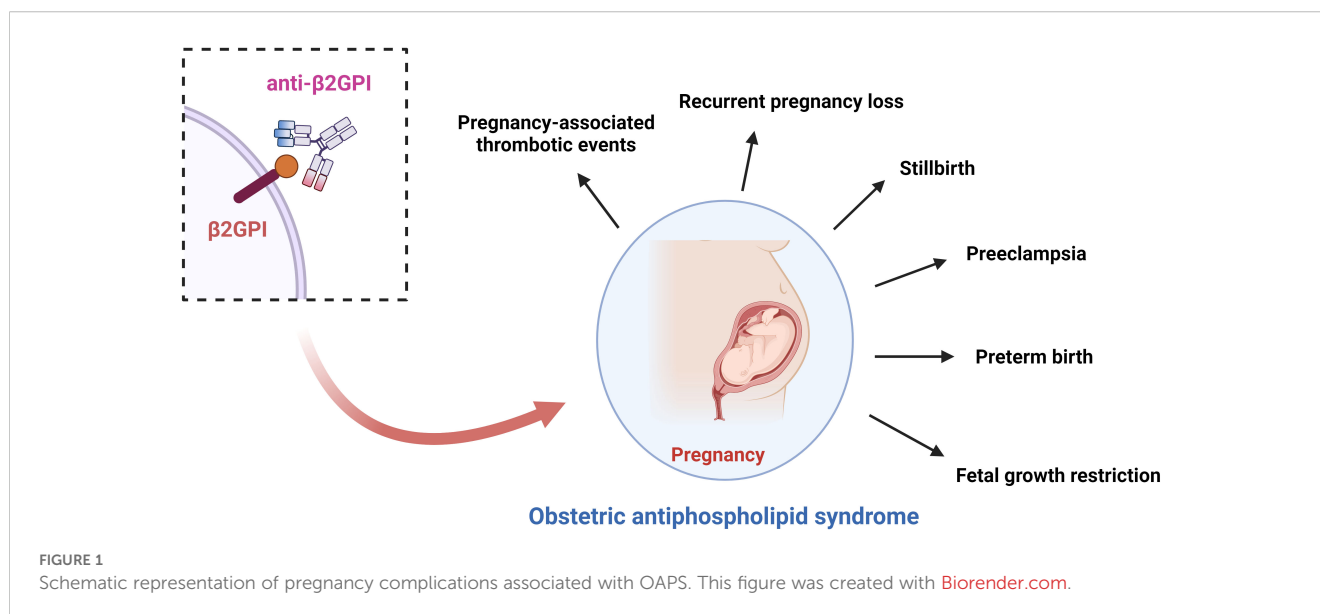 anti-β2GPI
β2GPI
Pregnancy-associated
thrombotic events
Recurrent pregnancy loss
Stillbirth
Preeclampsia
Preterm birth
Fetal growth restriction
Pregnancy
Obstetric antiphospholipid syndrome
FIGURE 1
Schematic representation of pregnancy complications associated with OAPS. This figure was created with Biorender.com.